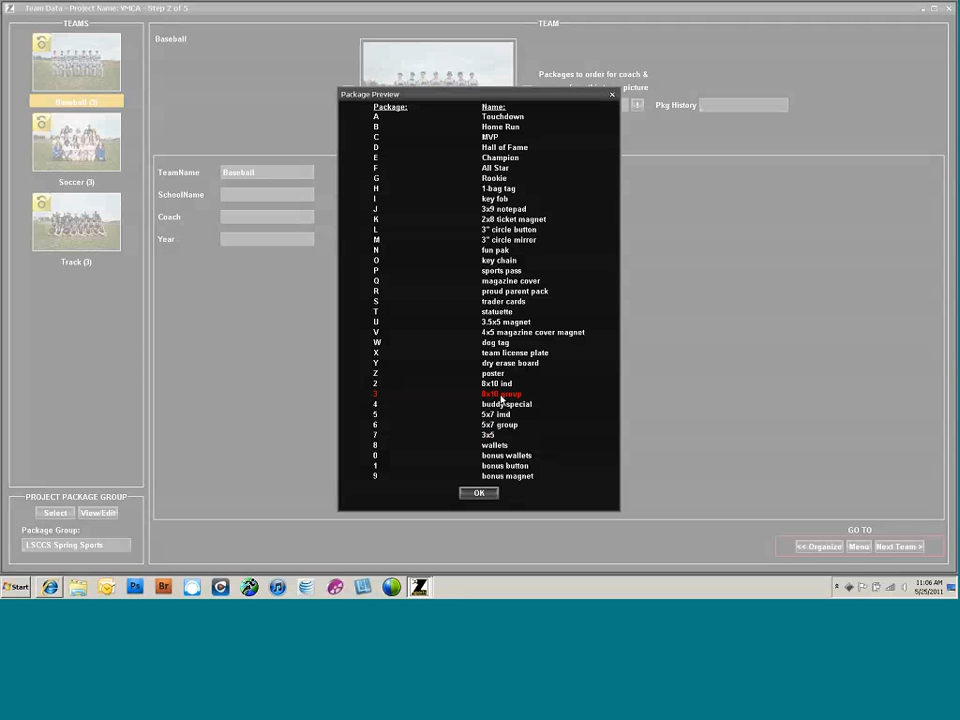 Team Data - Project Name: YMCA - Step 2 of 5
TEAMS
TEAM
Baseball
Packages to order for coach &
picture
Pkg History
Baseball (3)
Soccer (3)
Track (3)
TeamName Baseball
SchoolName
Coach
Year
Package Preview
Package: Name:
A Touchdown
B Home Run
C MVP
D Hall of Fame
E Champion
F All Star
G Rookie
H 1-bag tag
I key fob
J 3x9 notepad
K 2x8 ticket magnet
L 3" circle button
M 3" circle mirror
N fun pak
O key chain
P sports pass
Q magazine cover
R proud parent pack
S trader cards
T statuette
U 3.5x5 magnet
V 4x5 magazine cover magnet
W dog tag
X team license plate
Y dry erase board
Z poster
2 8x10 ind
3 8x10 group
4 buddy special
5 5x7 imd
6 5x7 group
7 3x5
8 wallets
0 bonus wallets
1 bonus button
9 bonus magnet
OK
PROJECT PACKAGE GROUP
Select View/Edit
Package Group:
LSCCS Spring Sports
GO TO
<< Organize Menu Next Team >
Start
Ps Br
11:06 AM
5/25/2011